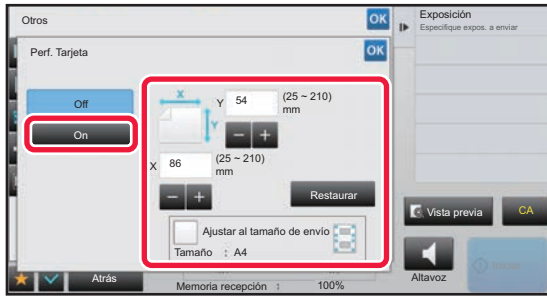 Otros
OK
Exposición
Especifique expos. a enviar
Perf. Tarjeta
OK
X
Y
Off
On
Y 54 (25 ~ 210)
mm
- +
X 86 (25 ~ 210)
mm
- +
Restaurar
Ajustar al tamaño de envío
Tamaño : A4
Vista previa
CA
Atrás
Memoria recepción : 100%
Altavoz